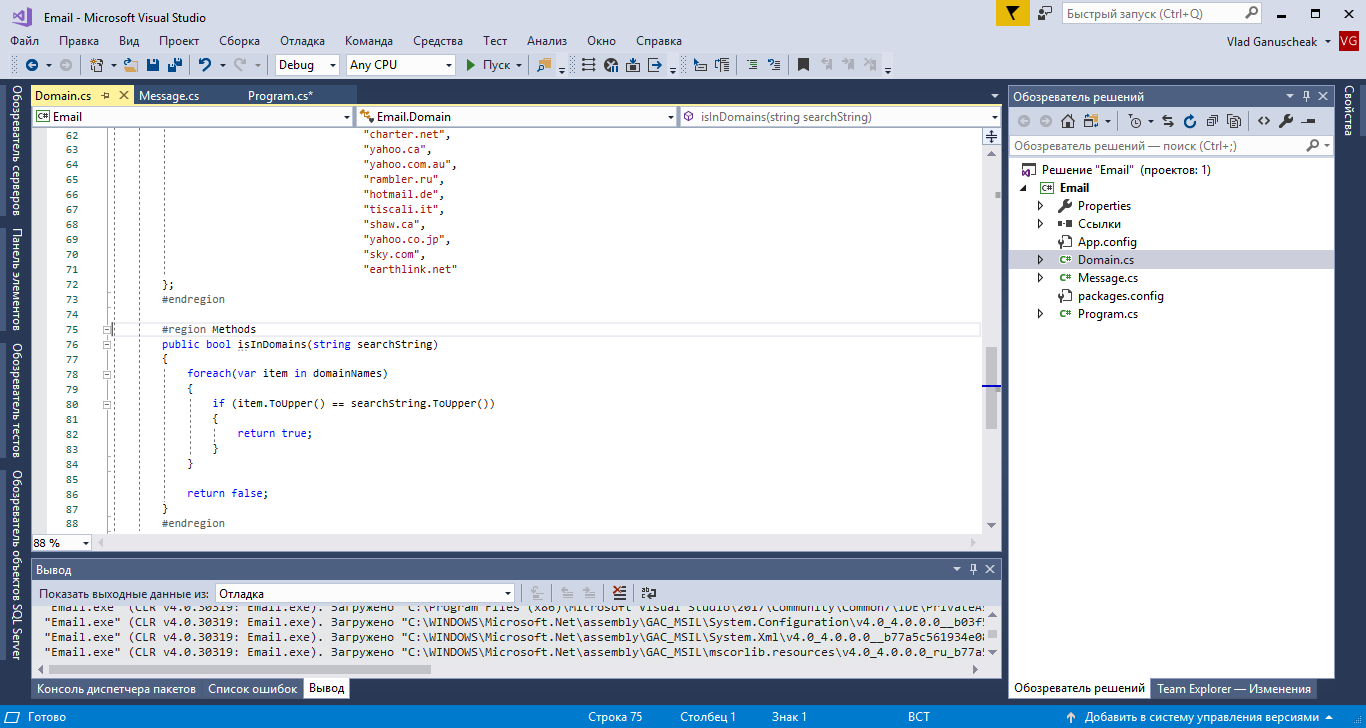 Email - Microsoft Visual Studio
Быстрый запуск (Ctrl+Q)
Файл Правка Вид Проект Сборка Отладка Команда Средства Тест Анализ Окно Справка
Vlad Ganuscheak VG
Debug Any CPU Пуск
Обозреватель серверов
Панель элементов
Обозреватель тестов
Обозреватель объектов SQL Server
Domain.cs Message.cs Program.cs*
C# Email Email.Domain isInDomains(string searchString)
62 "charter.net",
63 "yahoo.ca",
64 "yahoo.com.au",
65 "rambler.ru",
66 "hotmail.de",
67 "tiscali.it",
68 "shaw.ca",
69 "yahoo.co.jp",
70 "sky.com",
71 "earthlink.net"
72 };
73 #endregion
74
75 #region Methods
76 public bool isInDomains(string searchString)
77 {
78 foreach(var item in domainNames)
79 {
80 if (item.ToUpper() == searchString.ToUpper())
81 {
82 return true;
83 }
84 }
85
86 return false;
87 }
88 #endregion
88 %
Вывод
Показать выходные данные из: Отладка
"Email.exe" (CLR v4.0.30319: Email.exe). Загружено "C:\Program Files (x86)\Microsoft Visual Studio\2017\Community\Common7\IDE\PrivateAs
"Email.exe" (CLR v4.0.30319: Email.exe). Загружено "C:\WINDOWS\Microsoft.Net\assembly\GAC_MSIL\System.Configuration\v4.0_4.0.0.0__b03f5
"Email.exe" (CLR v4.0.30319: Email.exe). Загружено "C:\WINDOWS\Microsoft.Net\assembly\GAC_MSIL\System.Xml\v4.0_4.0.0.0__b77a5c561934e08
"Email.exe" (CLR v4.0.30319: Email.exe). Загружено "C:\WINDOWS\Microsoft.Net\assembly\GAC_MSIL\mscorlib.resources\v4.0_4.0.0.0_ru_b77a5
Консоль диспетчера пакетов Список ошибок Вывод
Обозреватель решений
Обозреватель решений — поиск (Ctrl+;)
Решение "Email" (проектов: 1)
C# Email
Properties
Ссылки
App.config
C# Domain.cs
C# Message.cs
packages.config
C# Program.cs
Обозреватель решений Team Explorer — Изменения
Свойства
Готово Строка 75 Столбец 1 Знак 1 ВСТ Добавить в систему управления версиями